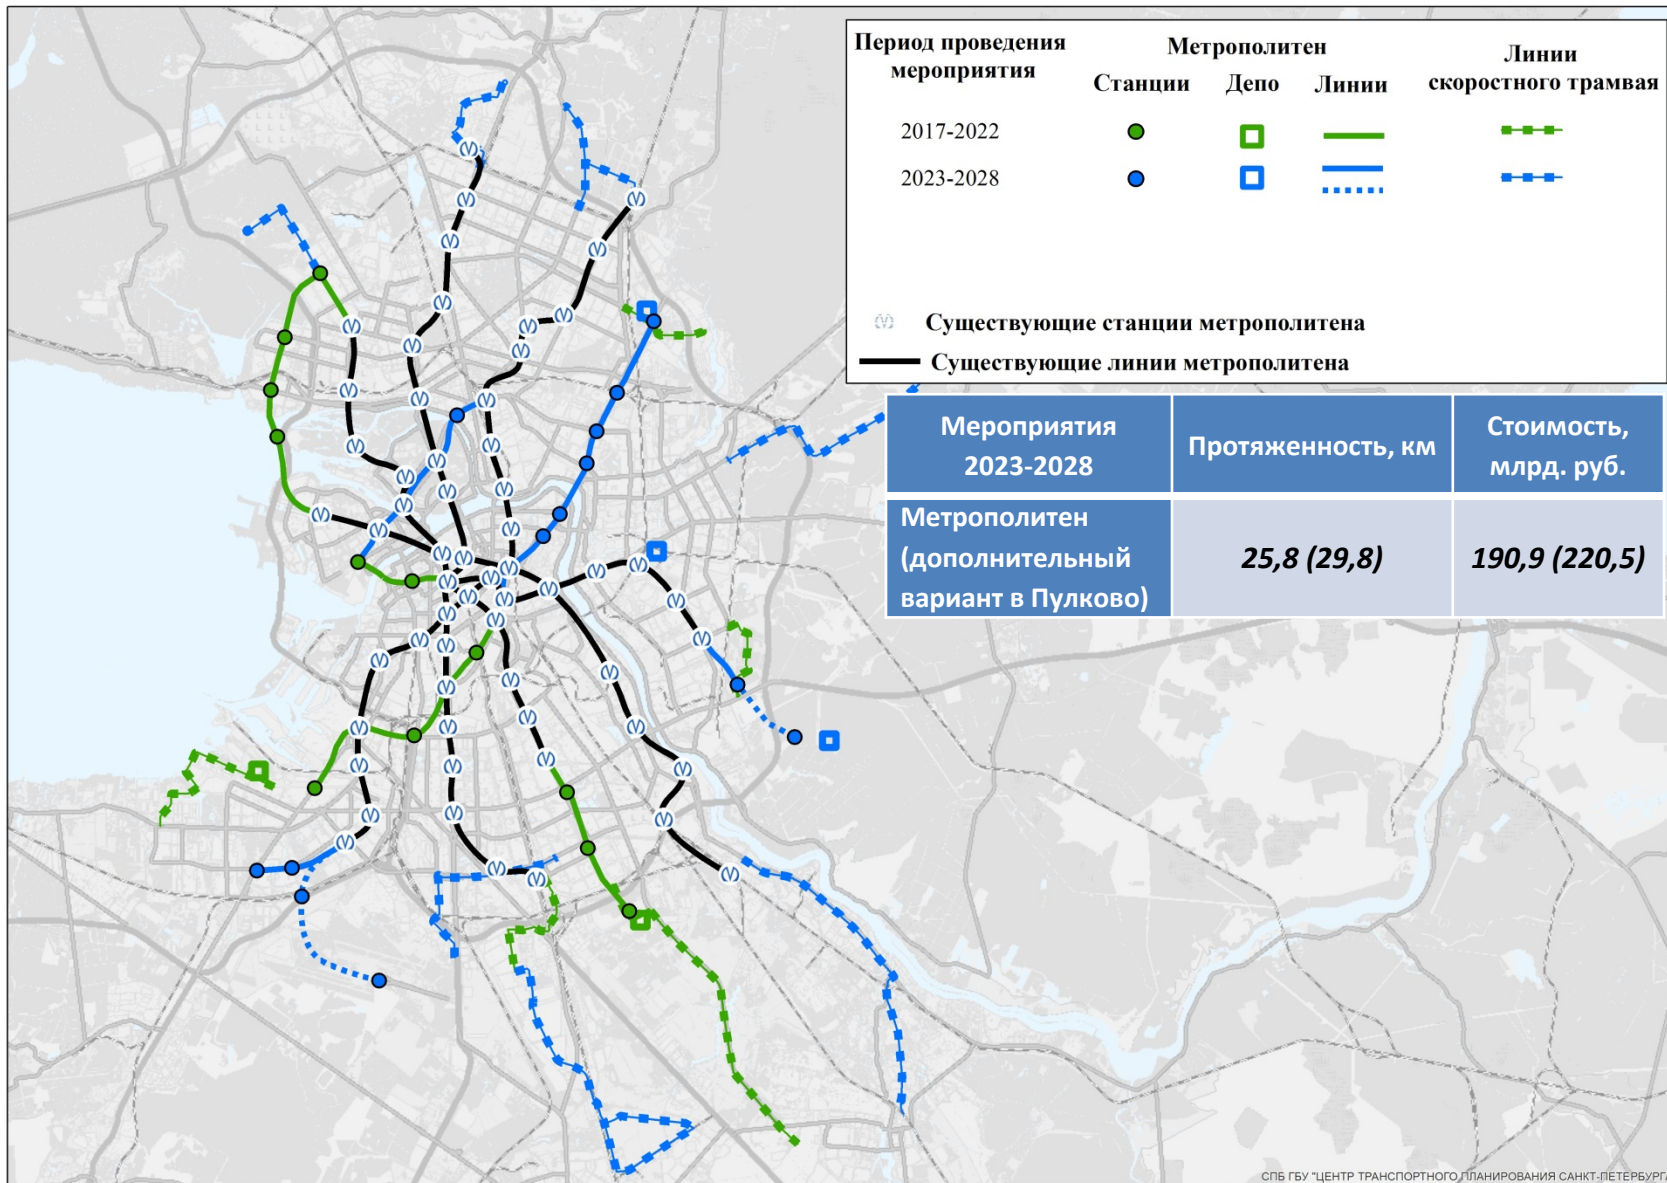 Период проведения
мероприятия
Метрополитен
Станции
Депо
Линии
Линии
скоростного трамвая
2017-2022
2023-2028
Существующие станции метрополитена
Существующие линии метрополитена
Мероприятия
2023-2028
Протяженность, км
Стоимость,
млрд. руб.
Метрополитен
(дополнительный
вариант в Пулково)
25,8 (29,8)
190,9 (220,5)
СПБ ГБУ "ЦЕНТР ТРАНСПОРТНОГО ПЛАНИРОВАНИЯ САНКТ-ПЕТЕРБУРГА